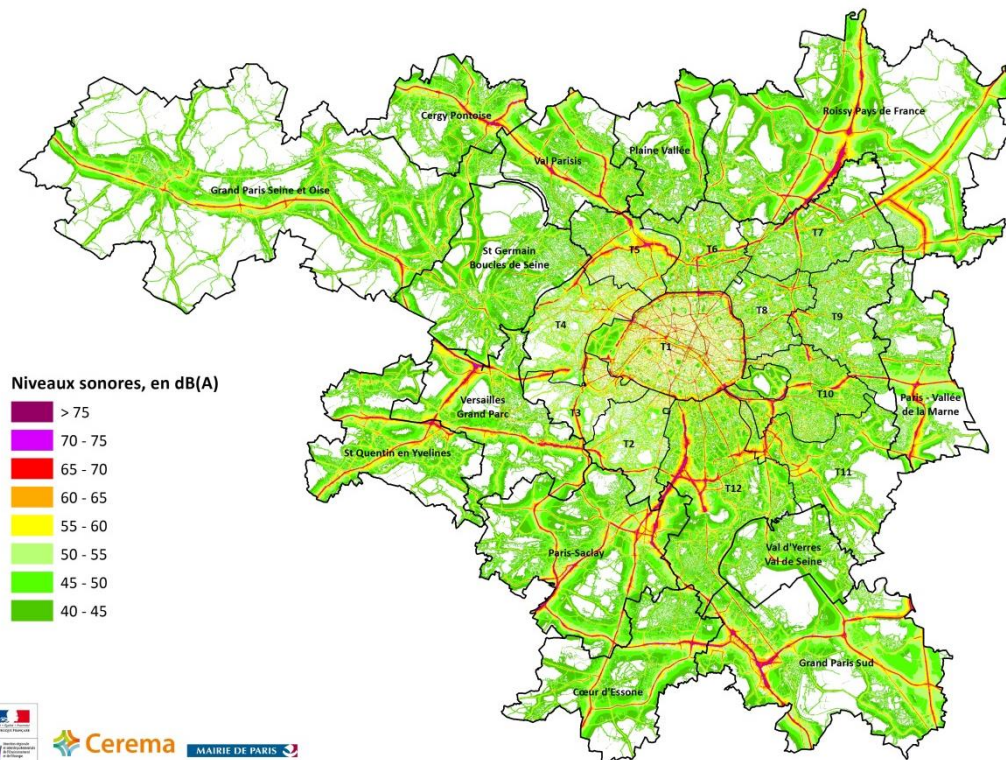 Roissy Pays de France
Cergy Pontoise
Plaine Vallée
Val Parisis
Grand Paris Seine et Oise
T7
T5
T6
St Germain
Boucles de Seine
T4
T8
T9
T1
Niveaux sonores, en dB(A)
> 75
70 - 75
65 - 70
60 - 65
55 - 60
50 - 55
45 - 50
40 - 45
Versailles
Grand Parc
T10
Paris - Vallée
de la Marne
T3
T2
St Quentin en Yvelines
T11
T12
Paris-Saclay
Val d'Yerres
Val de Seine
Grand Paris Sud
Cœur d'Essone
Cerema
MAIRIE DE PARIS